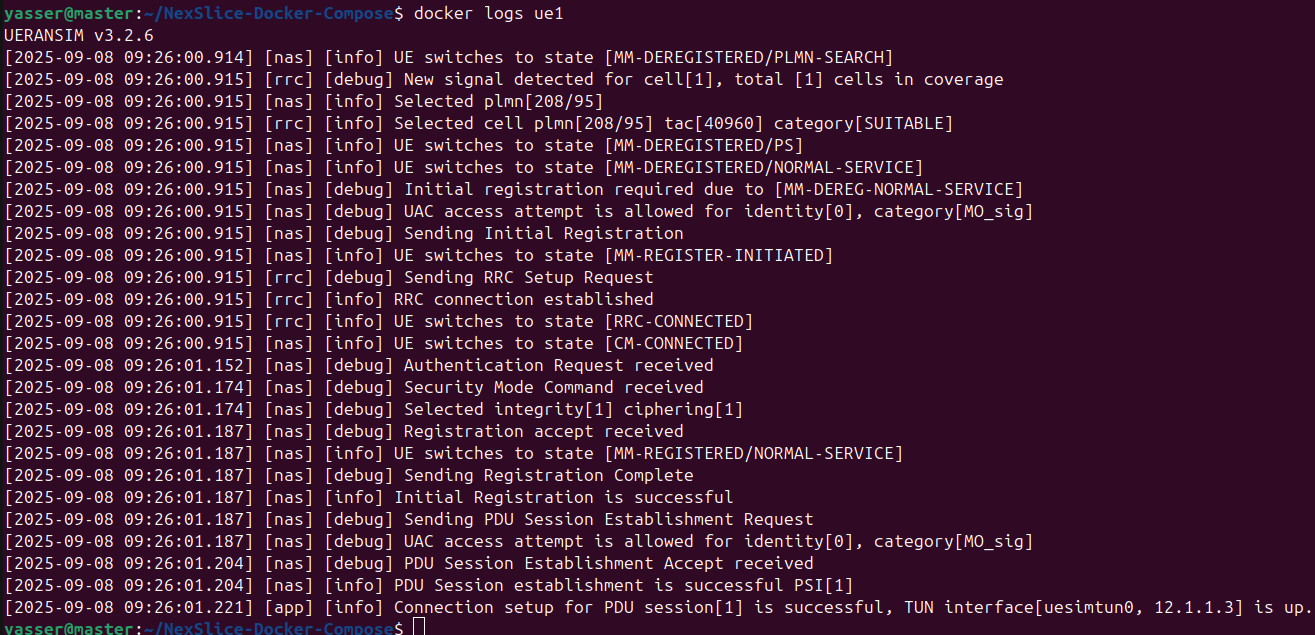 yasser@master:~/NexSlice-Docker-Compose$ docker logs ue1
UERANSIM v3.2.6
[2025-09-08 09:26:00.914] [nas] [info] UE switches to state [MM-DEREGISTERED/PLMN-SEARCH]
[2025-09-08 09:26:00.915] [rrc] [debug] New signal detected for cell[1], total [1] cells in coverage
[2025-09-08 09:26:00.915] [nas] [info] Selected plmn[208/95]
[2025-09-08 09:26:00.915] [rrc] [info] Selected cell plmn[208/95] tac[40960] category[SUITABLE]
[2025-09-08 09:26:00.915] [nas] [info] UE switches to state [MM-DEREGISTERED/PS]
[2025-09-08 09:26:00.915] [nas] [info] UE switches to state [MM-DEREGISTERED/NORMAL-SERVICE]
[2025-09-08 09:26:00.915] [nas] [debug] Initial registration required due to [MM-DEREG-NORMAL-SERVICE]
[2025-09-08 09:26:00.915] [nas] [debug] UAC access attempt is allowed for identity[0], category[MO_sig]
[2025-09-08 09:26:00.915] [nas] [debug] Sending Initial Registration
[2025-09-08 09:26:00.915] [nas] [info] UE switches to state [MM-REGISTER-INITIATED]
[2025-09-08 09:26:00.915] [rrc] [debug] Sending RRC Setup Request
[2025-09-08 09:26:00.915] [rrc] [info] RRC connection established
[2025-09-08 09:26:00.915] [rrc] [info] UE switches to state [RRC-CONNECTED]
[2025-09-08 09:26:00.915] [nas] [info] UE switches to state [CM-CONNECTED]
[2025-09-08 09:26:01.152] [nas] [debug] Authentication Request received
[2025-09-08 09:26:01.174] [nas] [debug] Security Mode Command received
[2025-09-08 09:26:01.174] [nas] [debug] Selected integrity[1] ciphering[1]
[2025-09-08 09:26:01.187] [nas] [debug] Registration accept received
[2025-09-08 09:26:01.187] [nas] [info] UE switches to state [MM-REGISTERED/NORMAL-SERVICE]
[2025-09-08 09:26:01.187] [nas] [debug] Sending Registration Complete
[2025-09-08 09:26:01.187] [nas] [info] Initial Registration is successful
[2025-09-08 09:26:01.187] [nas] [debug] Sending PDU Session Establishment Request
[2025-09-08 09:26:01.187] [nas] [debug] UAC access attempt is allowed for identity[0], category[MO_sig]
[2025-09-08 09:26:01.204] [nas] [debug] PDU Session Establishment Accept received
[2025-09-08 09:26:01.204] [nas] [info] PDU Session establishment is successful PSI[1]
[2025-09-08 09:26:01.221] [app] [info] Connection setup for PDU session[1] is successful, TUN interface[uesimtun0, 12.1.1.3] is up.
yasser@master:~/NexSlice-Docker-Compose$